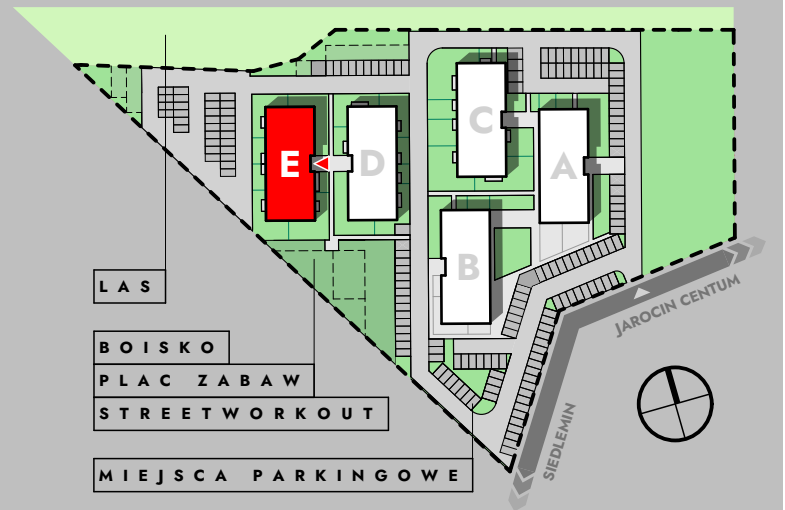 C
A
E
D
B
LAS
JAROCIN CENTUM
BOISKO
PLAC ZABAW
STREETWORKOUT
SIEDLEMIN
MIEJSCA PARKINGOWE